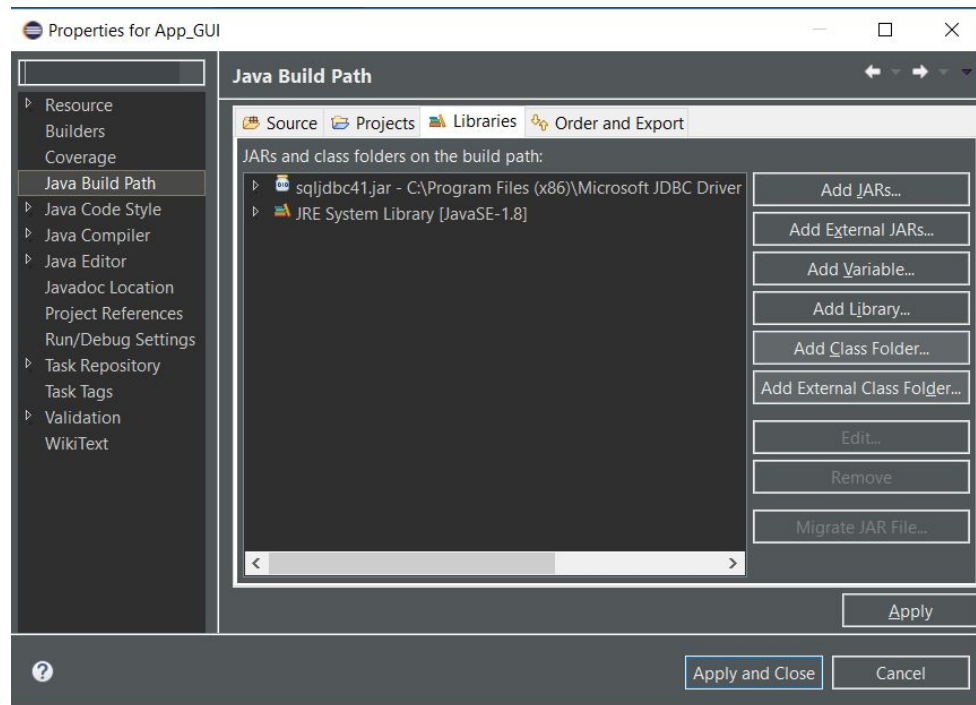 Properties for App_GUI
Java Build Path
Resource
Builders
Coverage
Java Build Path
Java Code Style
Java Compiler
Java Editor
Javadoc Location
Project References
Run/Debug Settings
Task Repository
Task Tags
Validation
WikiText
Source Projects Libraries Order and Export
JARs and class folders on the build path:
sqljdbc41.jar - C:\Program Files (x86)\Microsoft JDBC Driver
JRE System Library [JavaSE-1.8]
Add JARs...
Add External JARs...
Add Variable...
Add Library...
Add Class Folder...
Add External Class Folder...
Edit...
Remove
Migrate JAR File...
Apply
Apply and Close Cancel